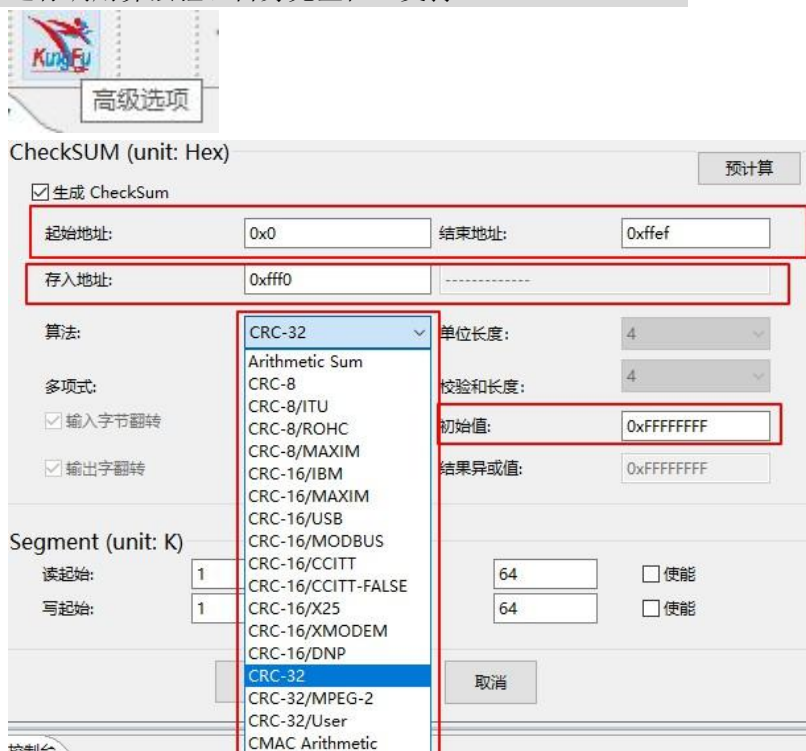 KungFu
高级选项
CheckSUM (unit: Hex)
预计算
生成 CheckSum
起始地址: 0x0 结束地址: 0xffef
存入地址: 0xfff0 -------------
算法: CRC-32 单位长度: 4
Arithmetic Sum
多项式: CRC-8 校验和长度: 4
CRC-8/ITU
输入字节翻转 CRC-8/ROHC 初始值: 0xFFFFFFFF
CRC-8/MAXIM
输出字翻转 CRC-16/IBM 结果异或值: 0xFFFFFFFF
CRC-16/MAXIM
CRC-16/USB
Segment (unit: K) CRC-16/MODBUS
CRC-16/CCITT
读起始: 1 CRC-16/CCITT-FALSE 64 使能
写起始: 1 CRC-16/X25 64 使能
CRC-16/XMODEM
CRC-16/DNP
CRC-32 取消
CRC-32/MPEG-2
CRC-32/User
CMAC Arithmetic